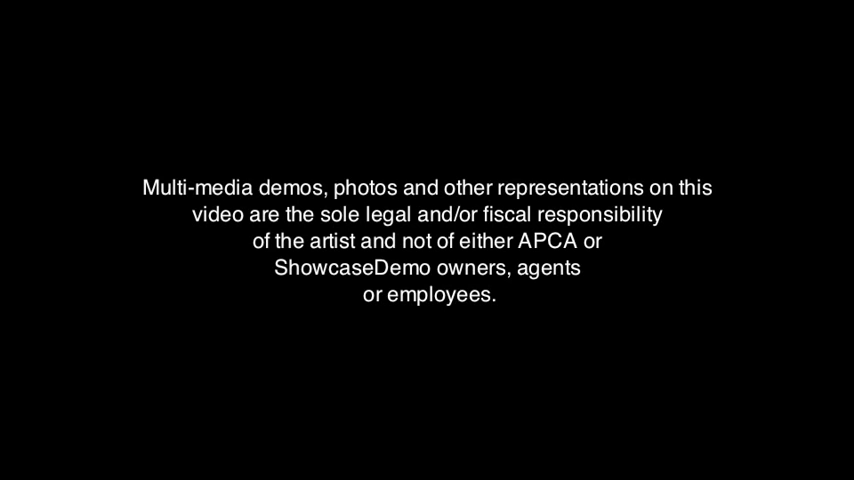 Multi-media demos, photos and other representations on this
video are the sole legal and/or fiscal responsibility
of the artist and not of either APCA or
ShowcaseDemo owners, agents
or employees.